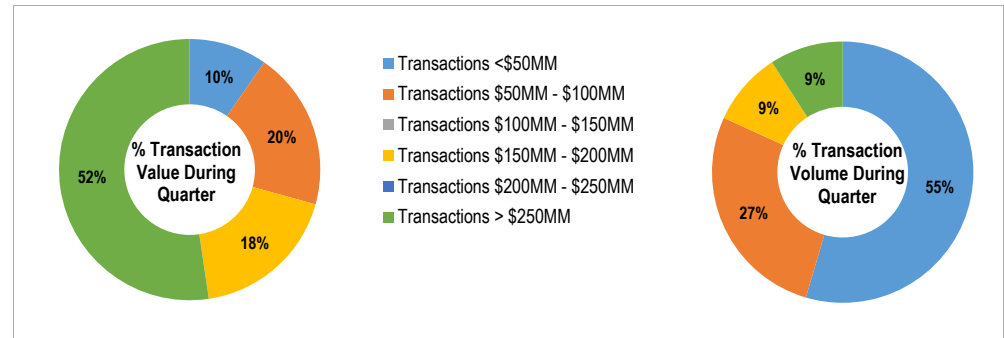 10%
20%
18%
52%
% Transaction
Value During
Quarter
Transactions <$50MM
Transactions $50MM - $100MM
Transactions $100MM - $150MM
Transactions $150MM - $200MM
Transactions $200MM - $250MM
Transactions > $250MM
9%
9%
27%
55%
% Transaction
Volume During
Quarter